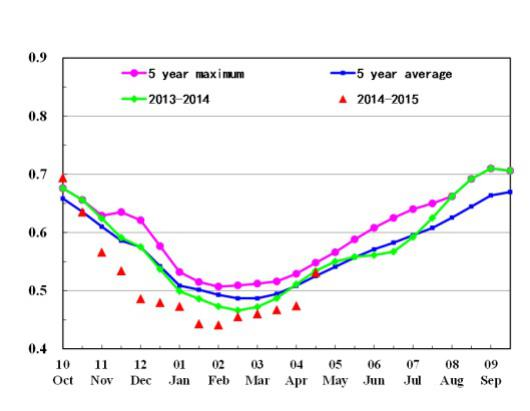 0.9
5 year maximum 5 year average
2013-2014 2014-2015
0.8
0.7
0.6
0.5
0.4
10 11 12 01 02 03 04 05 06 07 08 09
Oct Nov Dec Jan Feb Mar Apr May Jun Jul Aug Sep